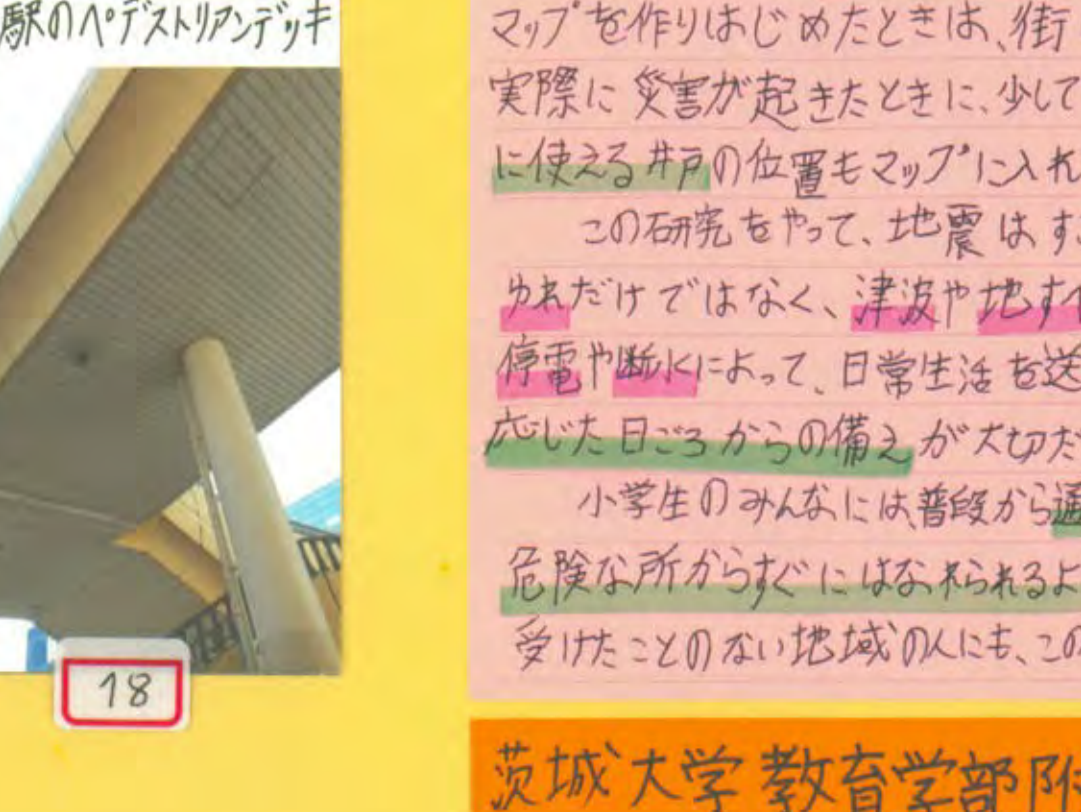 駅のペデストリアンデッキ
18
マップを作りはじめたときは、街
実際に災害が起きたときに、少して
に使える井戸の位置もマップに入れ
この研究をやって、地震はす
ゆれだけではなく、津波や地すべ
停電や断水によって、日常生活を送
応じた日ごろからの備えが大切だ
小学生のみんなには、普段から通
危険な所からすぐにはなれられるよ
受けたことのない地域の人にも、この
茨城大学教育学部附